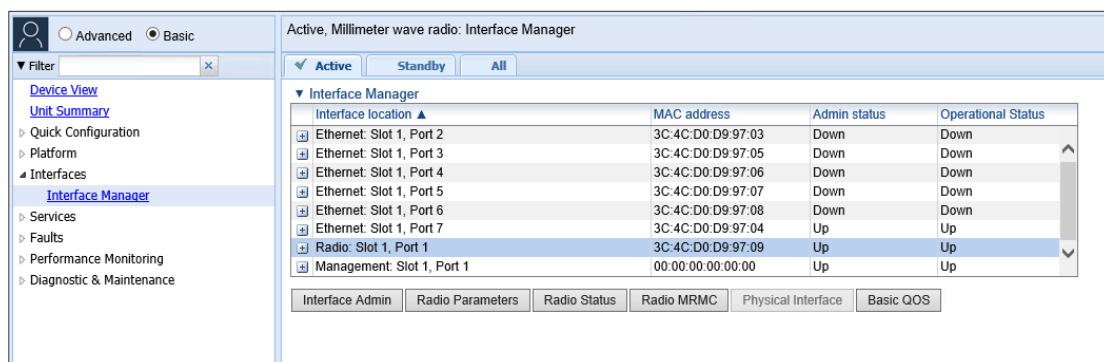 Advanced Basic
Active, Millimeter wave radio: Interface Manager
▼ Filter ×
Device View
Unit Summary
Quick Configuration
Platform
Interfaces
Interface Manager
Services
Faults
Performance Monitoring
Diagnostic & Maintenance
Active Standby All
▼ Interface Manager
Interface location ▲ MAC address Admin status Operational Status
Ethernet: Slot 1, Port 2 3C:4C:D0:D9:97:03 Down Down
Ethernet: Slot 1, Port 3 3C:4C:D0:D9:97:05 Down Down
Ethernet: Slot 1, Port 4 3C:4C:D0:D9:97:06 Down Down
Ethernet: Slot 1, Port 5 3C:4C:D0:D9:97:07 Down Down
Ethernet: Slot 1, Port 6 3C:4C:D0:D9:97:08 Down Down
Ethernet: Slot 1, Port 7 3C:4C:D0:D9:97:04 Up Up
Radio: Slot 1, Port 1 3C:4C:D0:D9:97:09 Up Up
Management: Slot 1, Port 1 00:00:00:00:00:00 Up Up
Interface Admin Radio Parameters Radio Status Radio MRMC Physical Interface Basic QOS